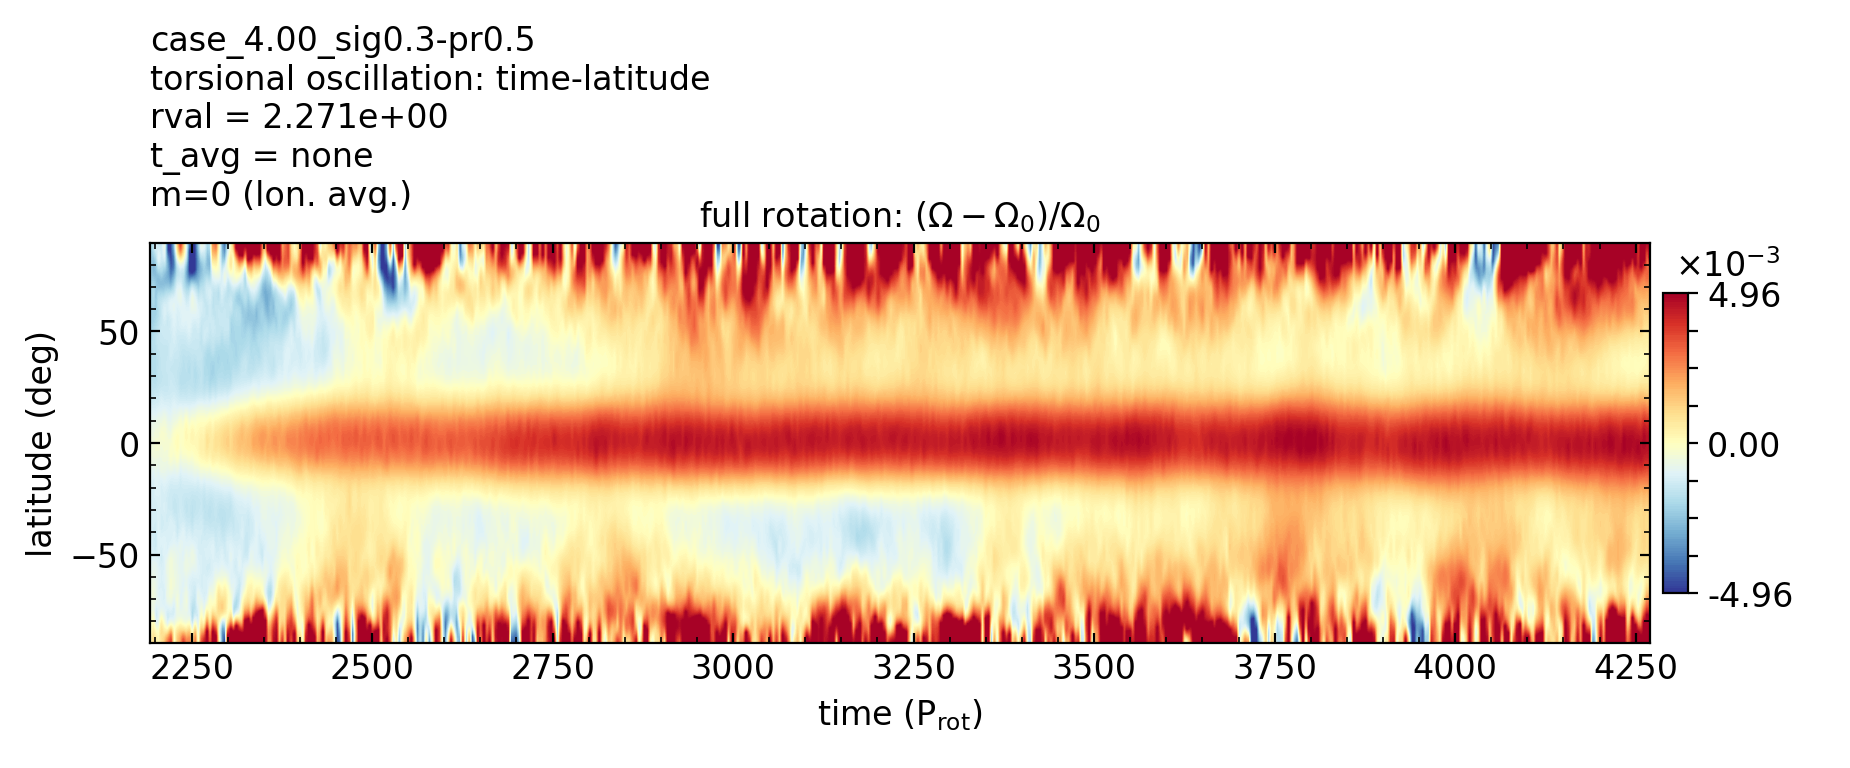 case_4.00_sig0.3-pr0.5
torsional oscillation: time-latitude
rval = 2.271e+00
t_avg = none
m=0 (lon. avg.)
full rotation: (Ω − Ω₀)/Ω₀
×10⁻³
4.96
0.00
-4.96
latitude (deg)
50
0
−50
2250 2500 2750 3000 3250 3500 3750 4000 4250
time (P_rot)